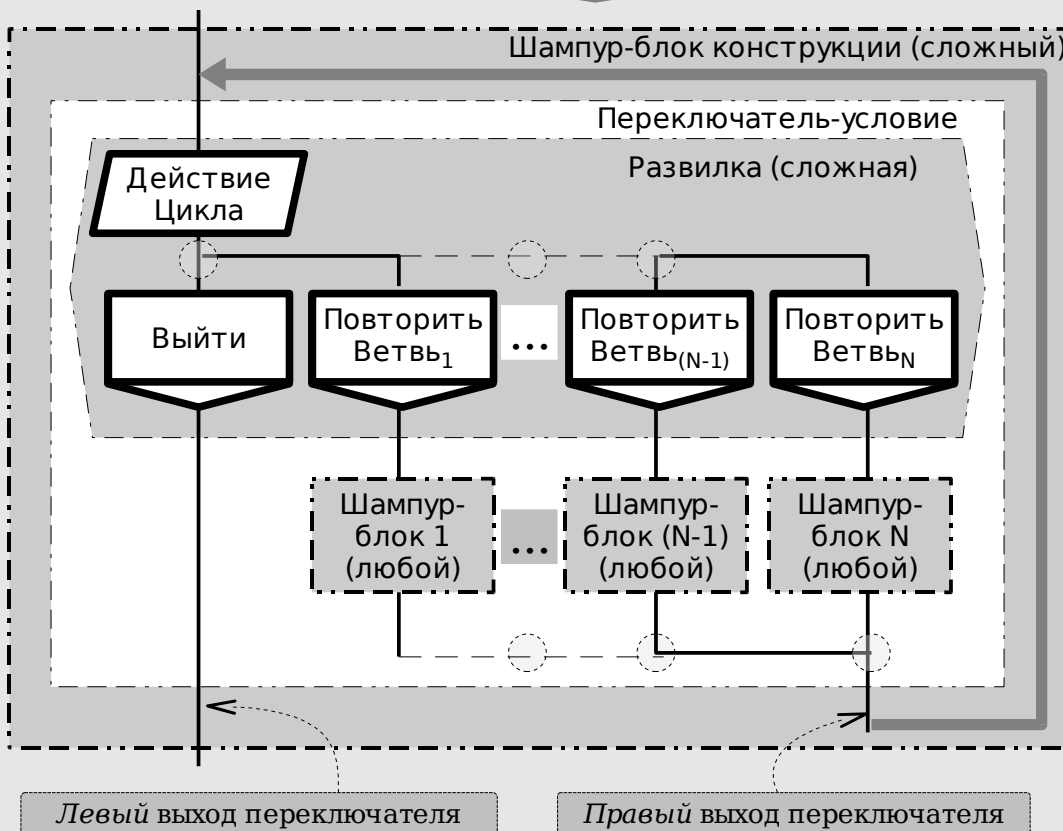 Шампур-блок конструкции (сложный)
Переключатель-условие
Развилка (сложная)
Действие
Цикла
Выйти
Повторить
Ветвь1
...
Повторить
Ветвь(N-1)
Повторить
ВетвьN
Шампур-
блок 1
(любой)
...
Шампур-
блок (N-1)
(любой)
Шампур-
блок N
(любой)
Левый выход переключателя
Правый выход переключателя